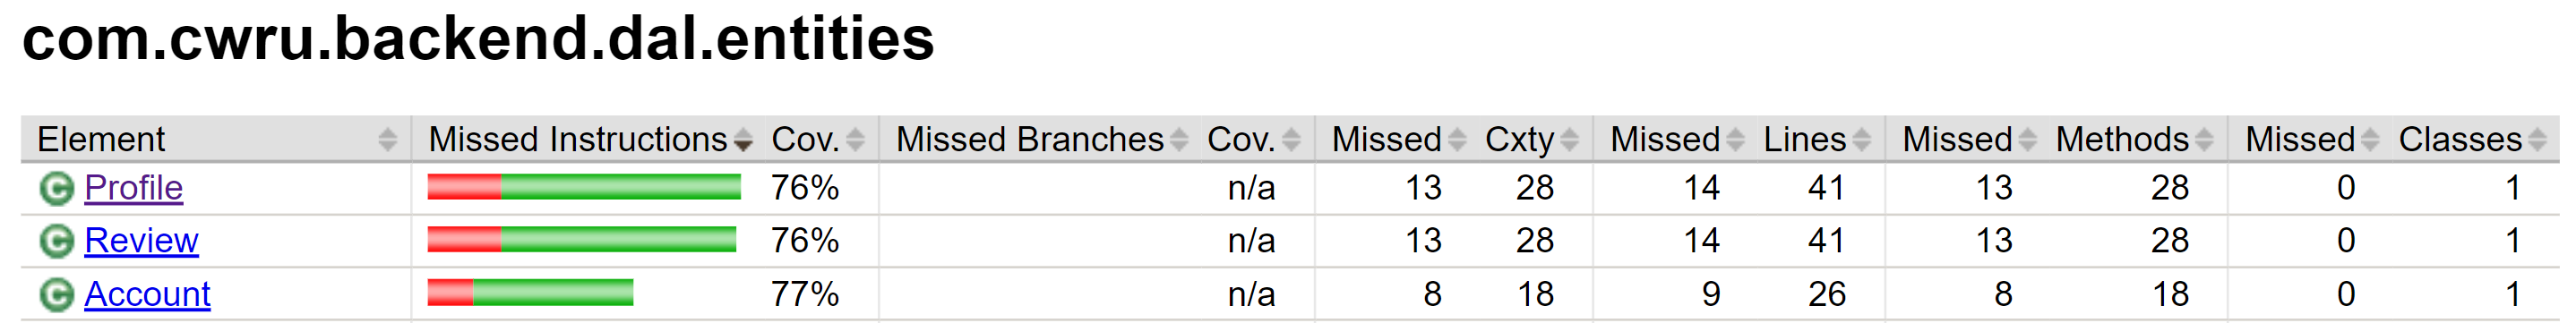 com.cwru.backend.dal.entities
Element Missed Instructions Cov. Missed Branches Cov. Missed Cxty Missed Lines Missed Methods Missed Classes
C Profile 76% n/a 13 28 14 41 13 28 0 1
C Review 76% n/a 13 28 14 41 13 28 0 1
C Account 77% n/a 8 18 9 26 8 18 0 1